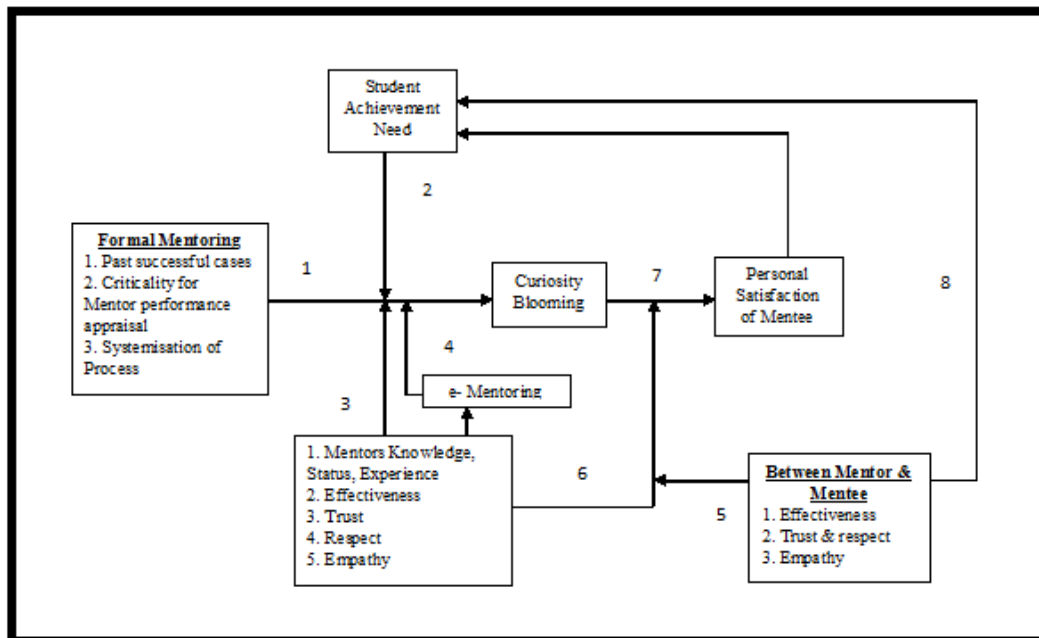 Student
Achievement
Need
2
8
Formal Mentoring
1. Past successful cases
2. Criticality for
Mentor performance
appraisal
3. Systemisation of
Process
1
Curiosity
Blooming
7
Personal
Satisfaction
of Mentee
4
e- Mentoring
3
1. Mentors Knowledge,
Status, Experience
2. Effectiveness
3. Trust
4. Respect
5. Empathy
6
5
Between Mentor &
Mentee
1. Effectiveness
2. Trust & respect
3. Empathy